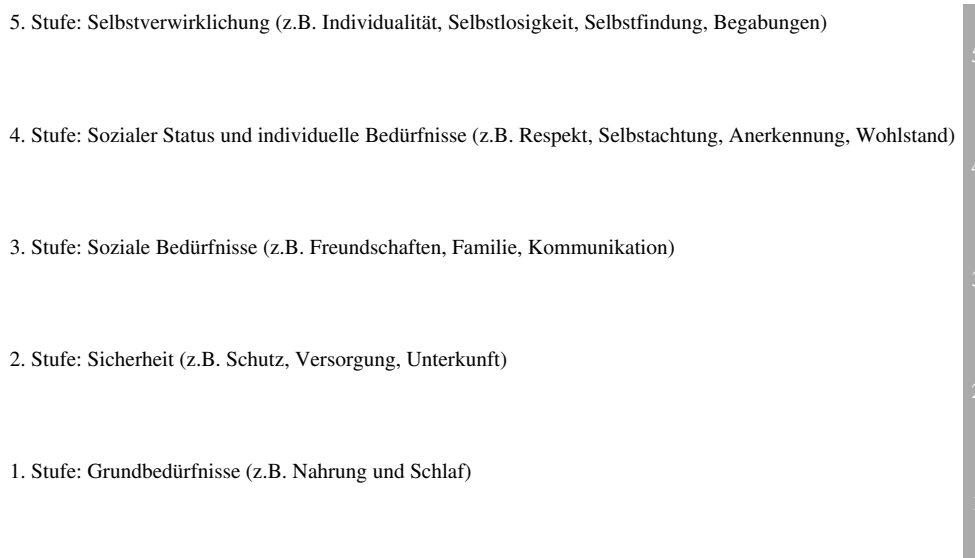 5. Stufe: Selbstverwirklichung (z.B. Individualität, Selbstlosigkeit, Selbstfindung, Begabungen)
4. Stufe: Sozialer Status und individuelle Bedürfnisse (z.B. Respekt, Selbstachtung, Anerkennung, Wohlstand)
3. Stufe: Soziale Bedürfnisse (z.B. Freundschaften, Familie, Kommunikation)
2. Stufe: Sicherheit (z.B. Schutz, Versorgung, Unterkunft)
1. Stufe: Grundbedürfnisse (z.B. Nahrung und Schlaf)